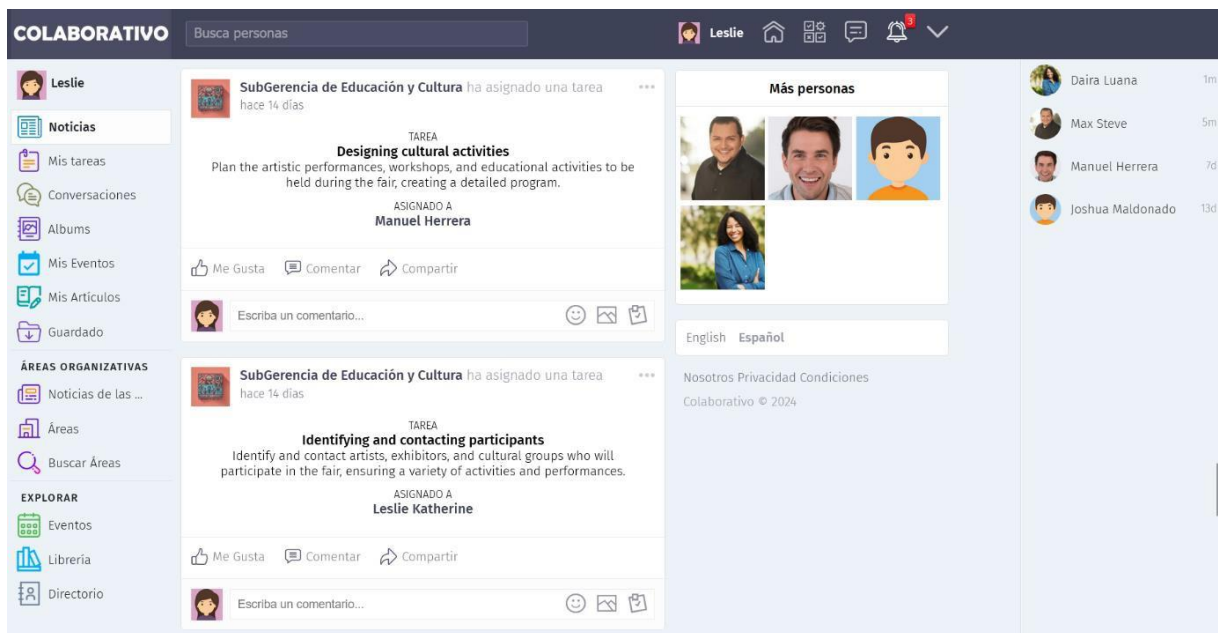 COLABORATIVO
Busca personas
Leslie
3
Leslie
Noticias
Mis tareas
Conversaciones
Albums
Mis Eventos
Mis Artículos
Guardado
ÁREAS ORGANIZATIVAS
Noticias de las ...
Áreas
Buscar Áreas
EXPLORAR
Eventos
Librería
Directorio
SubGerencia de Educación y Cultura ha asignado una tarea
hace 14 días
TAREA
Designing cultural activities
Plan the artistic performances, workshops, and educational activities to be
held during the fair, creating a detailed program.
ASIGNADO A
Manuel Herrera
Me Gusta Comentar Compartir
Escriba un comentario...
SubGerencia de Educación y Cultura ha asignado una tarea
hace 14 días
TAREA
Identifying and contacting participants
Identify and contact artists, exhibitors, and cultural groups who will
participate in the fair, ensuring a variety of activities and performances.
ASIGNADO A
Leslie Katherine
Me Gusta Comentar Compartir
Escriba un comentario...
Más personas
English Español
Nosotros Privacidad Condiciones
Colaborativo © 2024
Daira Luana 1m
Max Steve 5m
Manuel Herrera 7d
Joshua Maldonado 13d